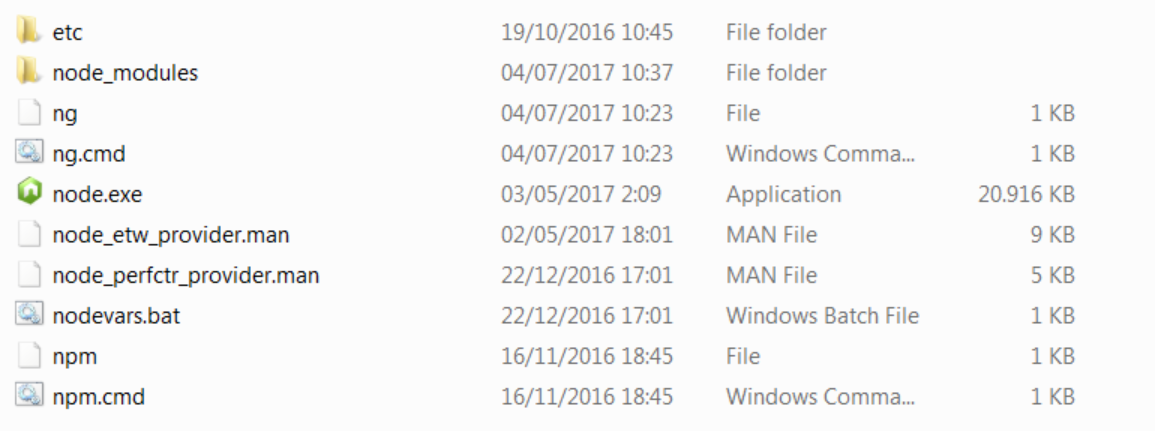 etc 19/10/2016 10:45 File folder
node_modules 04/07/2017 10:37 File folder
ng 04/07/2017 10:23 File 1 KB
ng.cmd 04/07/2017 10:23 Windows Comma... 1 KB
node.exe 03/05/2017 2:09 Application 20.916 KB
node_etw_provider.man 02/05/2017 18:01 MAN File 9 KB
node_perfctr_provider.man 22/12/2016 17:01 MAN File 5 KB
nodevars.bat 22/12/2016 17:01 Windows Batch File 1 KB
npm 16/11/2016 18:45 File 1 KB
npm.cmd 16/11/2016 18:45 Windows Comma... 1 KB